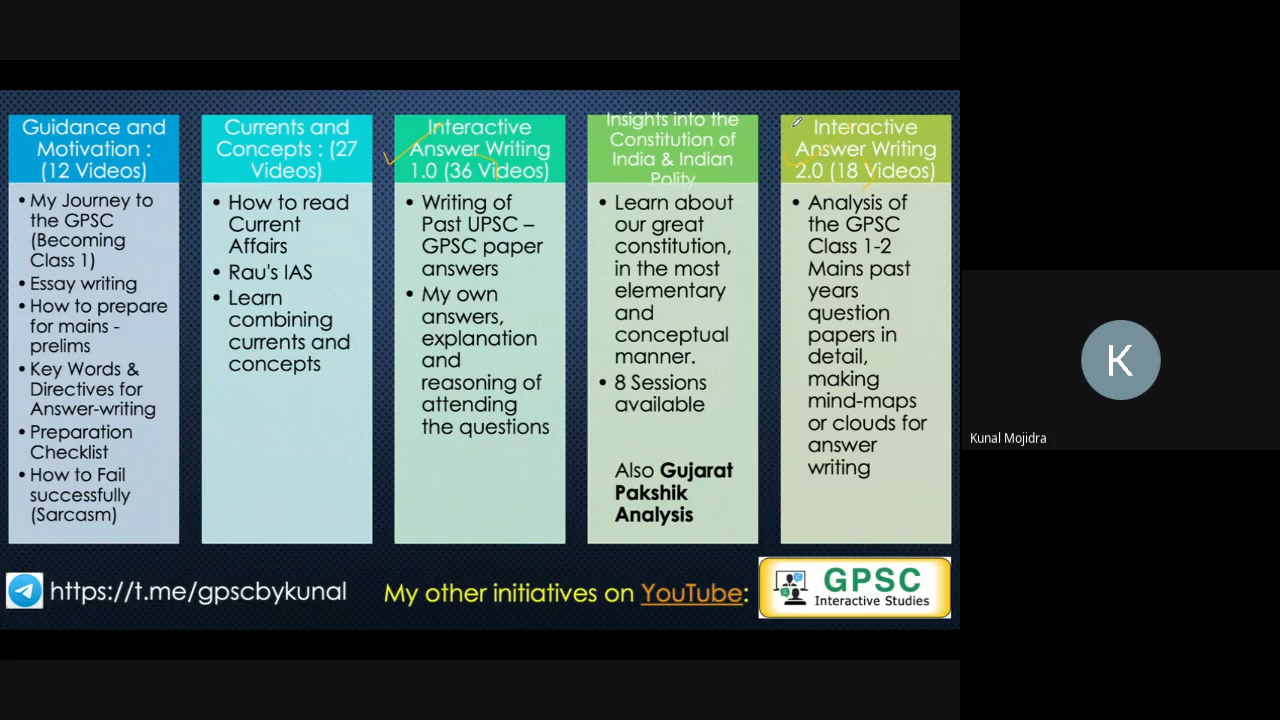 Guidance and
Motivation :
(12 Videos)
• My Journey to
the GPSC
(Becoming
Class 1)
• Essay writing
• How to prepare
for mains -
prelims
• Key Words &
Directives for
Answer-writing
• Preparation
Checklist
• How to Fail
successfully
(Sarcasm)
Currents and
Concepts : (27
Videos)
• How to read
Current
Affairs
• Rau's IAS
• Learn
combining
currents and
concepts
Interactive
Answer Writing
1.0 (36 Videos)
• Writing of
Past UPSC –
GPSC paper
answers
• My own
answers,
explanation
and
reasoning of
attending
the questions
Insights into the
Constitution of
India & Indian
Polity
• Learn about
our great
constitution,
in the most
elementary
and
conceptual
manner.
• 8 Sessions
available
Also Gujarat
Pakshik
Analysis
Interactive
Answer Writing
2.0 (18 Videos)
• Analysis of
the GPSC
Class 1-2
Mains past
years
question
papers in
detail,
making
mind-maps
or clouds for
answer
writing
https://t.me/gpscbykunal
My other initiatives on YouTube:
GPSC
Interactive Studies
K
Kunal Mojidra